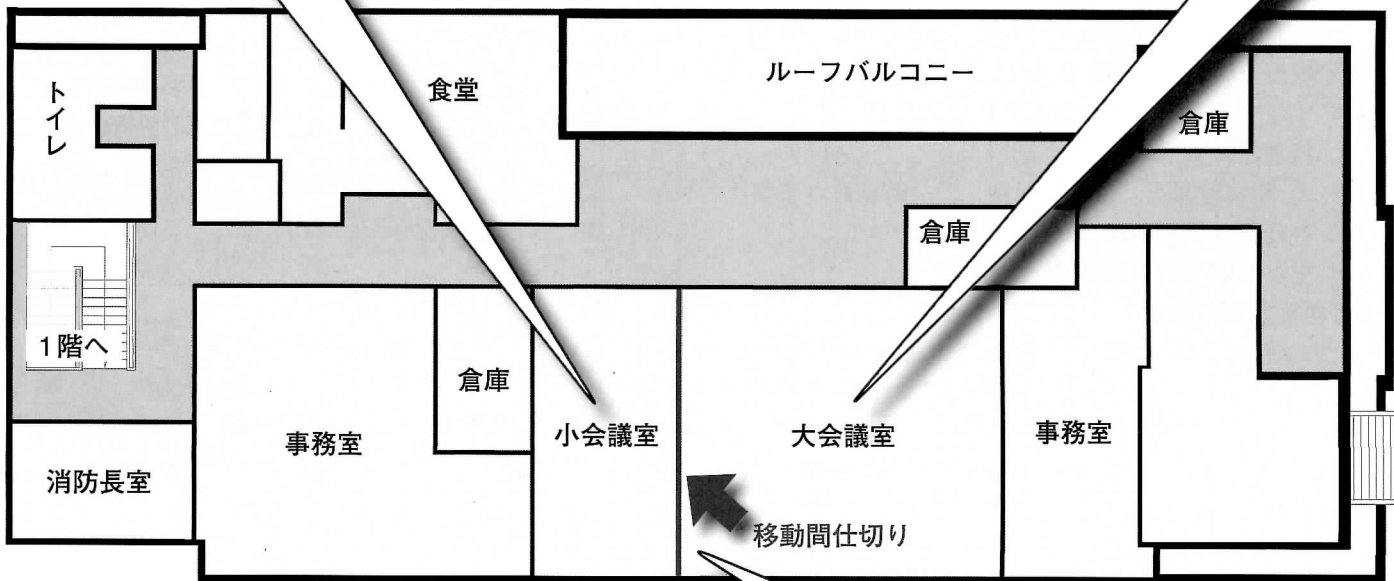 ルーフバルコニー
食堂
トイレ
倉庫
倉庫
1階へ
倉庫
小会議室
大会議室
事務室
事務室
消防長室
移動間仕切り